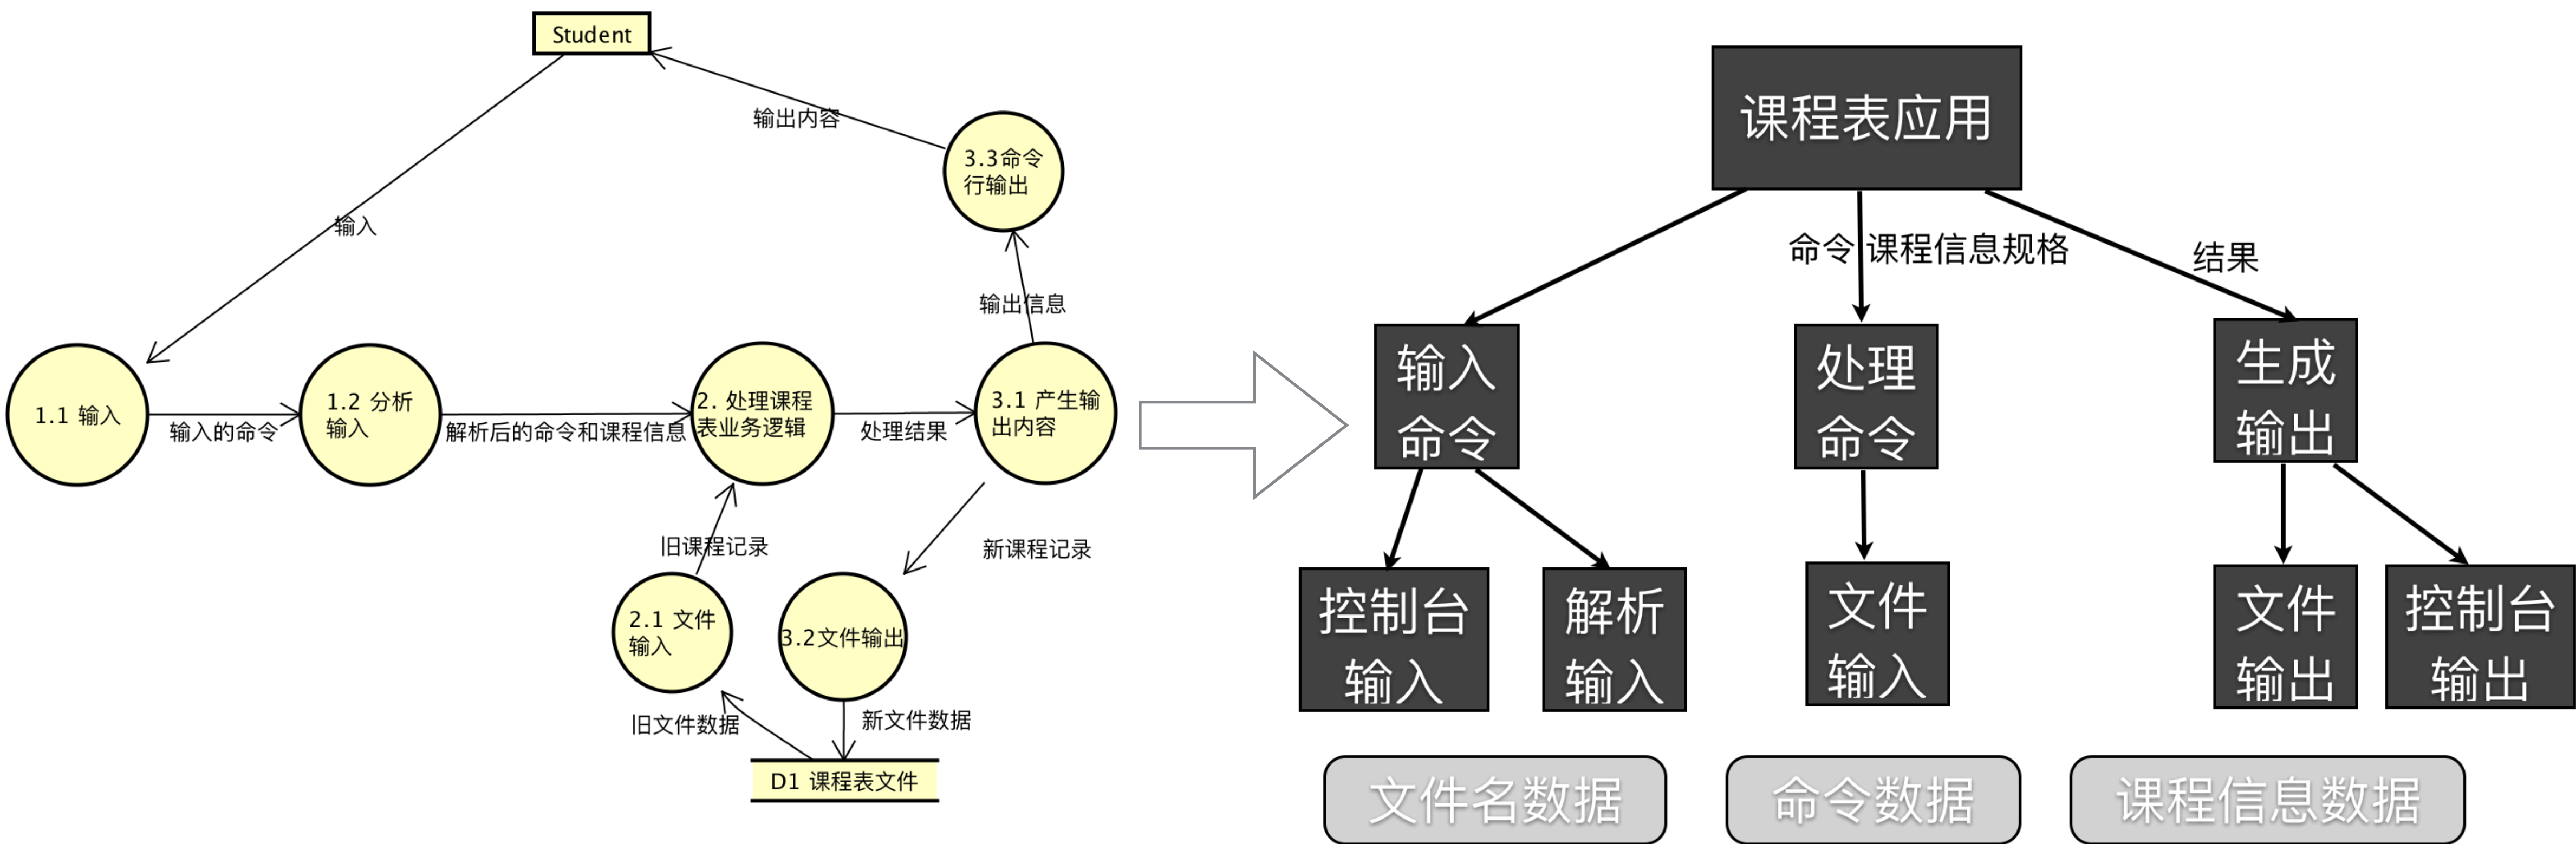 Student
输出内容
3.3命令
行输出
输入
输出信息
1.1 输入
输入的命令
1.2 分析
输入
解析后的命令和课程信息
2. 处理课程
表业务逻辑
处理结果
3.1 产生输
出内容
旧课程记录
新课程记录
2.1 文件
输入
3.2文件输出
旧文件数据
新文件数据
D1 课程表文件
课程表应用
命令
课程信息规格
结果
输入
命令
处理
命令
生成
输出
控制台
输入
解析
输入
文件
输入
文件
输出
控制台
输出
文件名数据
命令数据
课程信息数据